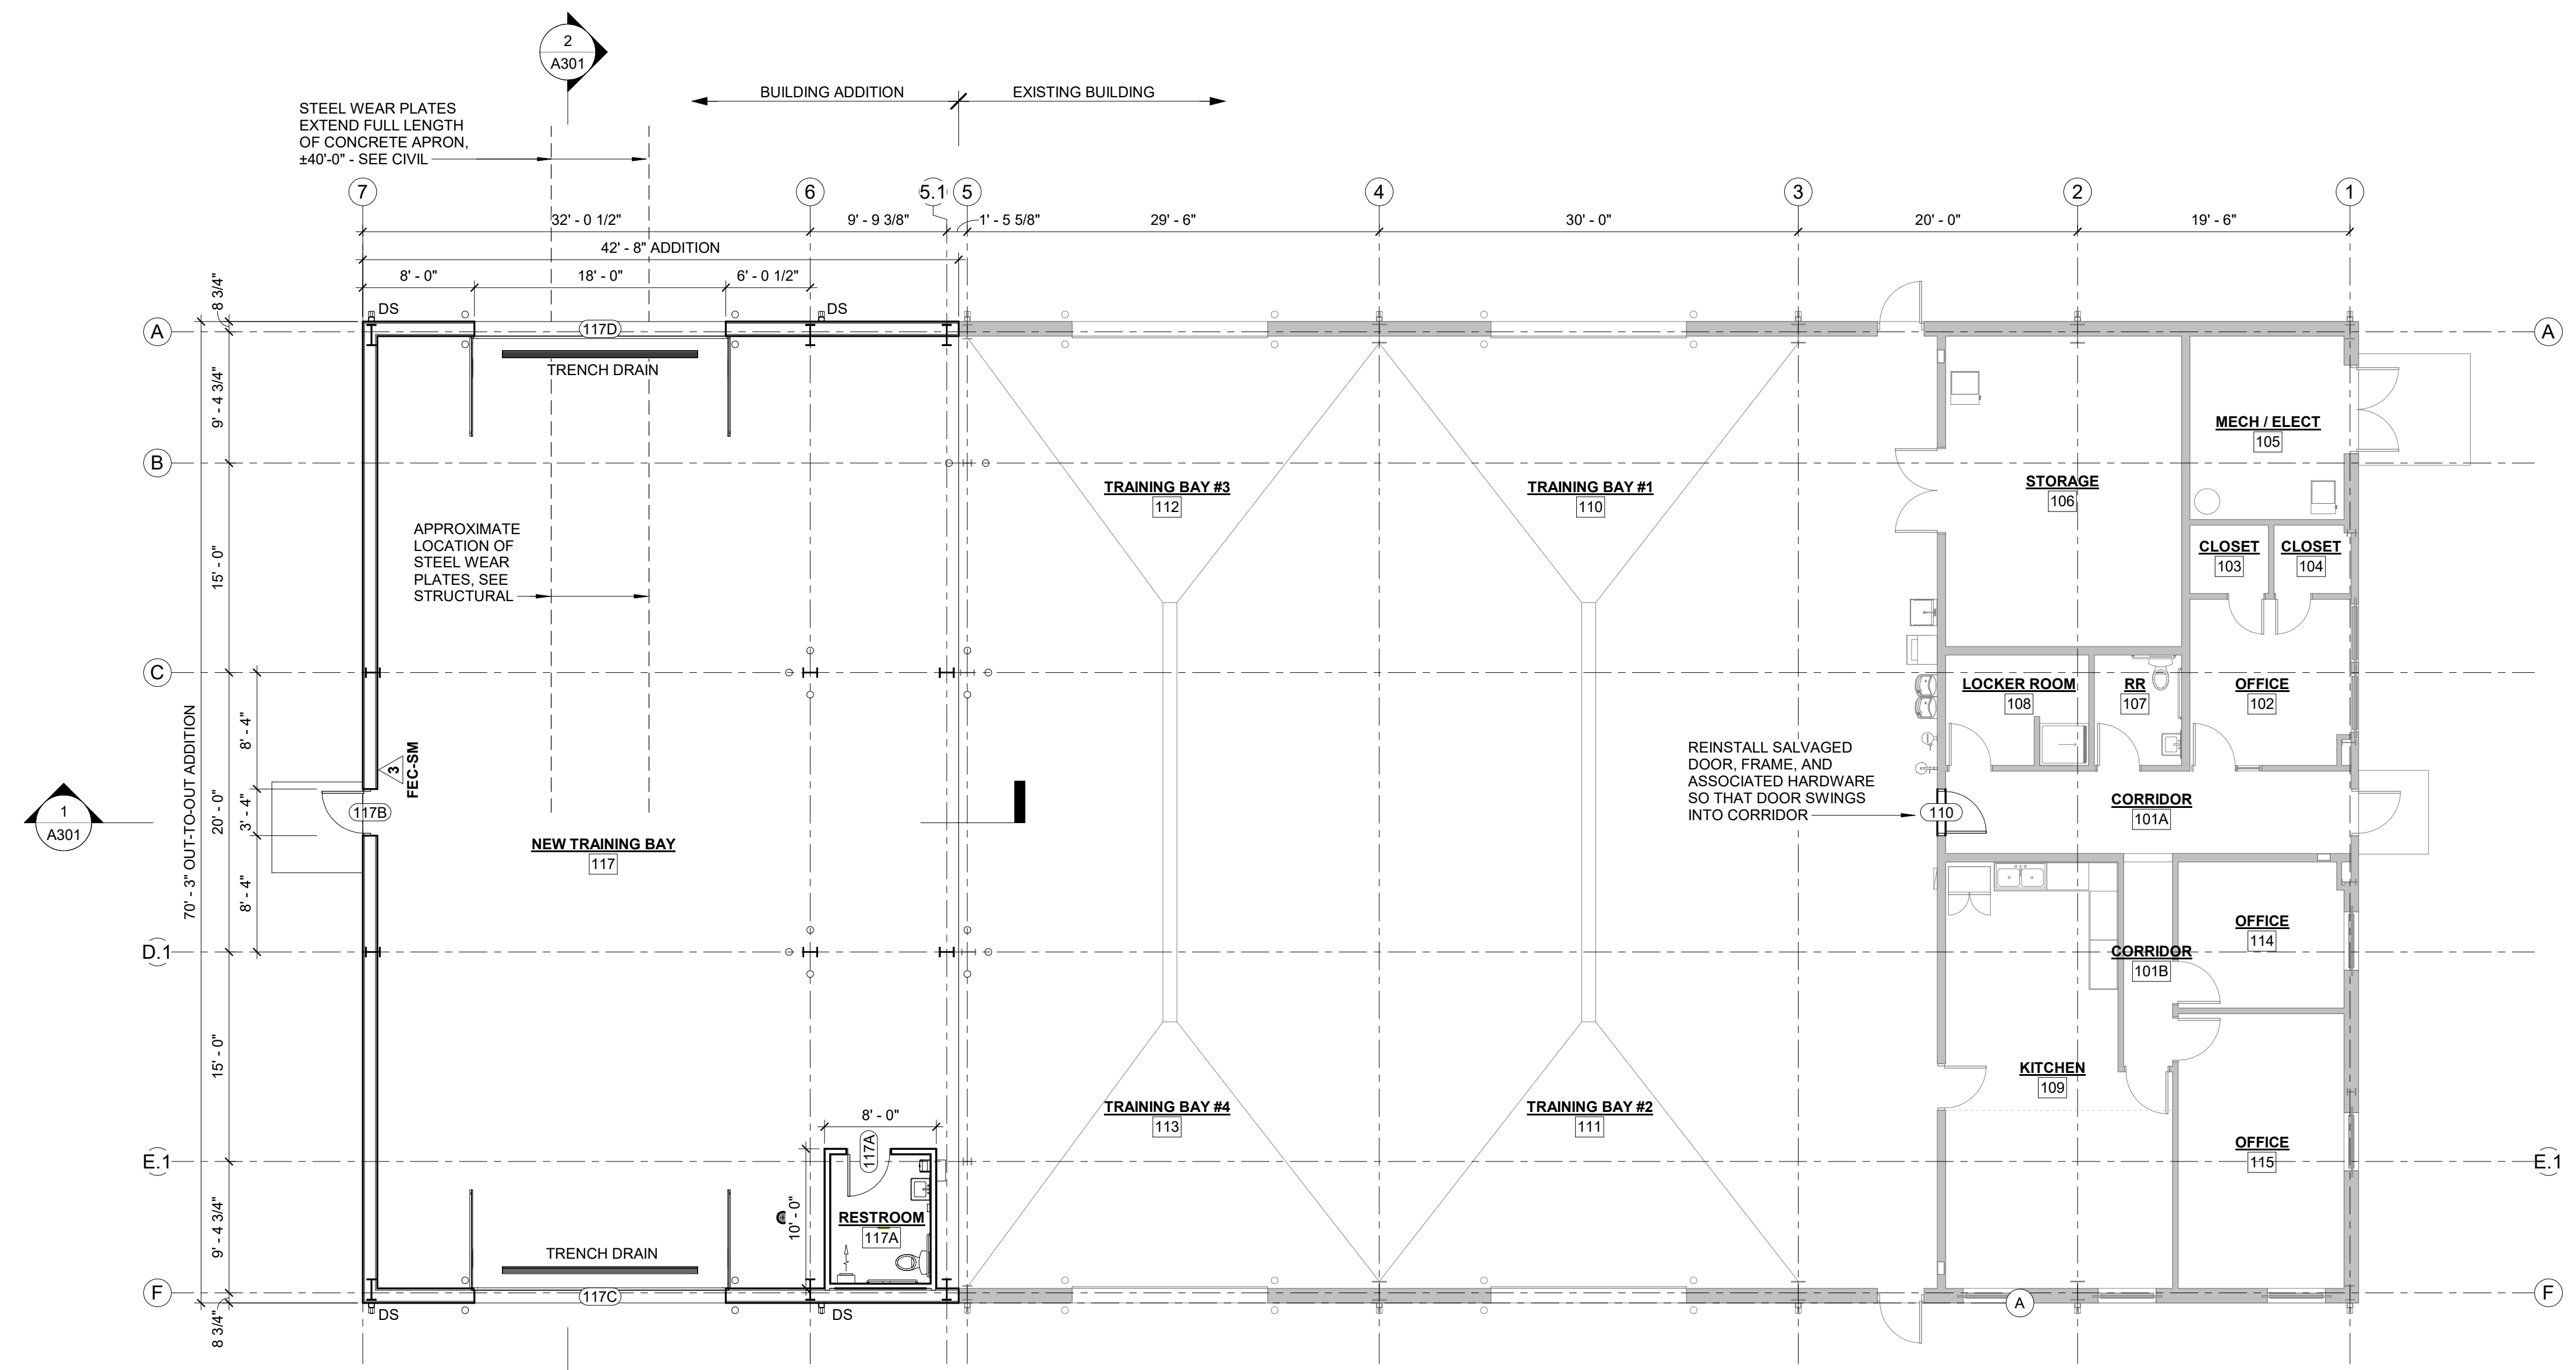 2
A301
BUILDING ADDITION
EXISTING BUILDING
STEEL WEAR PLATES
EXTEND FULL LENGTH
OF CONCRETE APRON,
±40'-0" - SEE CIVIL
7
6
5.1
5
4
3
2
1
32' - 0 1/2"
9' - 9 3/8"
1' - 5 5/8"
29' - 6"
30' - 0"
20' - 0"
19' - 6"
42' - 8" ADDITION
8' - 0"
18' - 0"
6' - 0 1/2"
8 3/4"
DS
DS
A
117D
A
TRENCH DRAIN
9' - 4 3/4"
MECH / ELECT
105
B
TRAINING BAY #3
112
TRAINING BAY #1
110
STORAGE
106
APPROXIMATE
LOCATION OF
STEEL WEAR
PLATES, SEE
STRUCTURAL
15' - 0"
CLOSET
103
CLOSET
104
C
LOCKER ROOM
108
RR
107
OFFICE
102
70' - 3" OUT-TO-OUT ADDITION
20' - 0"
8' - 4"
3' - 4"
8' - 4"
3
FEC-SM
117B
1
A301
REINSTALL SALVAGED
DOOR, FRAME, AND
ASSOCIATED HARDWARE
SO THAT DOOR SWINGS
INTO CORRIDOR
110
CORRIDOR
101A
NEW TRAINING BAY
117
OFFICE
114
D.1
CORRIDOR
101B
15' - 0"
KITCHEN
109
TRAINING BAY #4
113
TRAINING BAY #2
111
8' - 0"
117A
E.1
OFFICE
115
E.1
9' - 4 3/4"
10' - 0"
RESTROOM
117A
TRENCH DRAIN
F
117C
A
F
DS
DS
8 3/4"